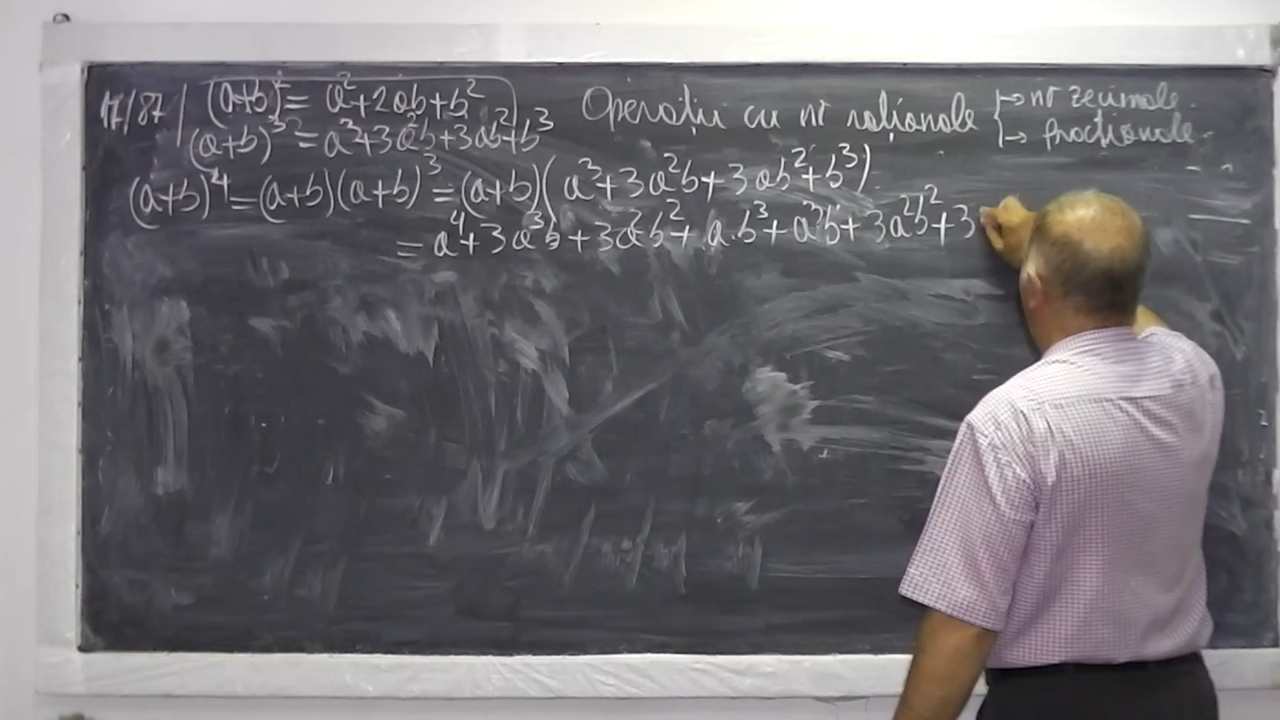 17/87 | (a+b)² = a²+2ab+b²
(a+b)³ = a³+3a²b+3ab²+b³
Operații cu nr raționale
→ nr zecimale.
→ fracționale.
(a+b)⁴ = (a+b)(a+b)³ = (a+b)(a³+3a²b+3ab²+b³)
= a⁴+3a³b+3a²b²+a·b³+a³b+3a²b²+3